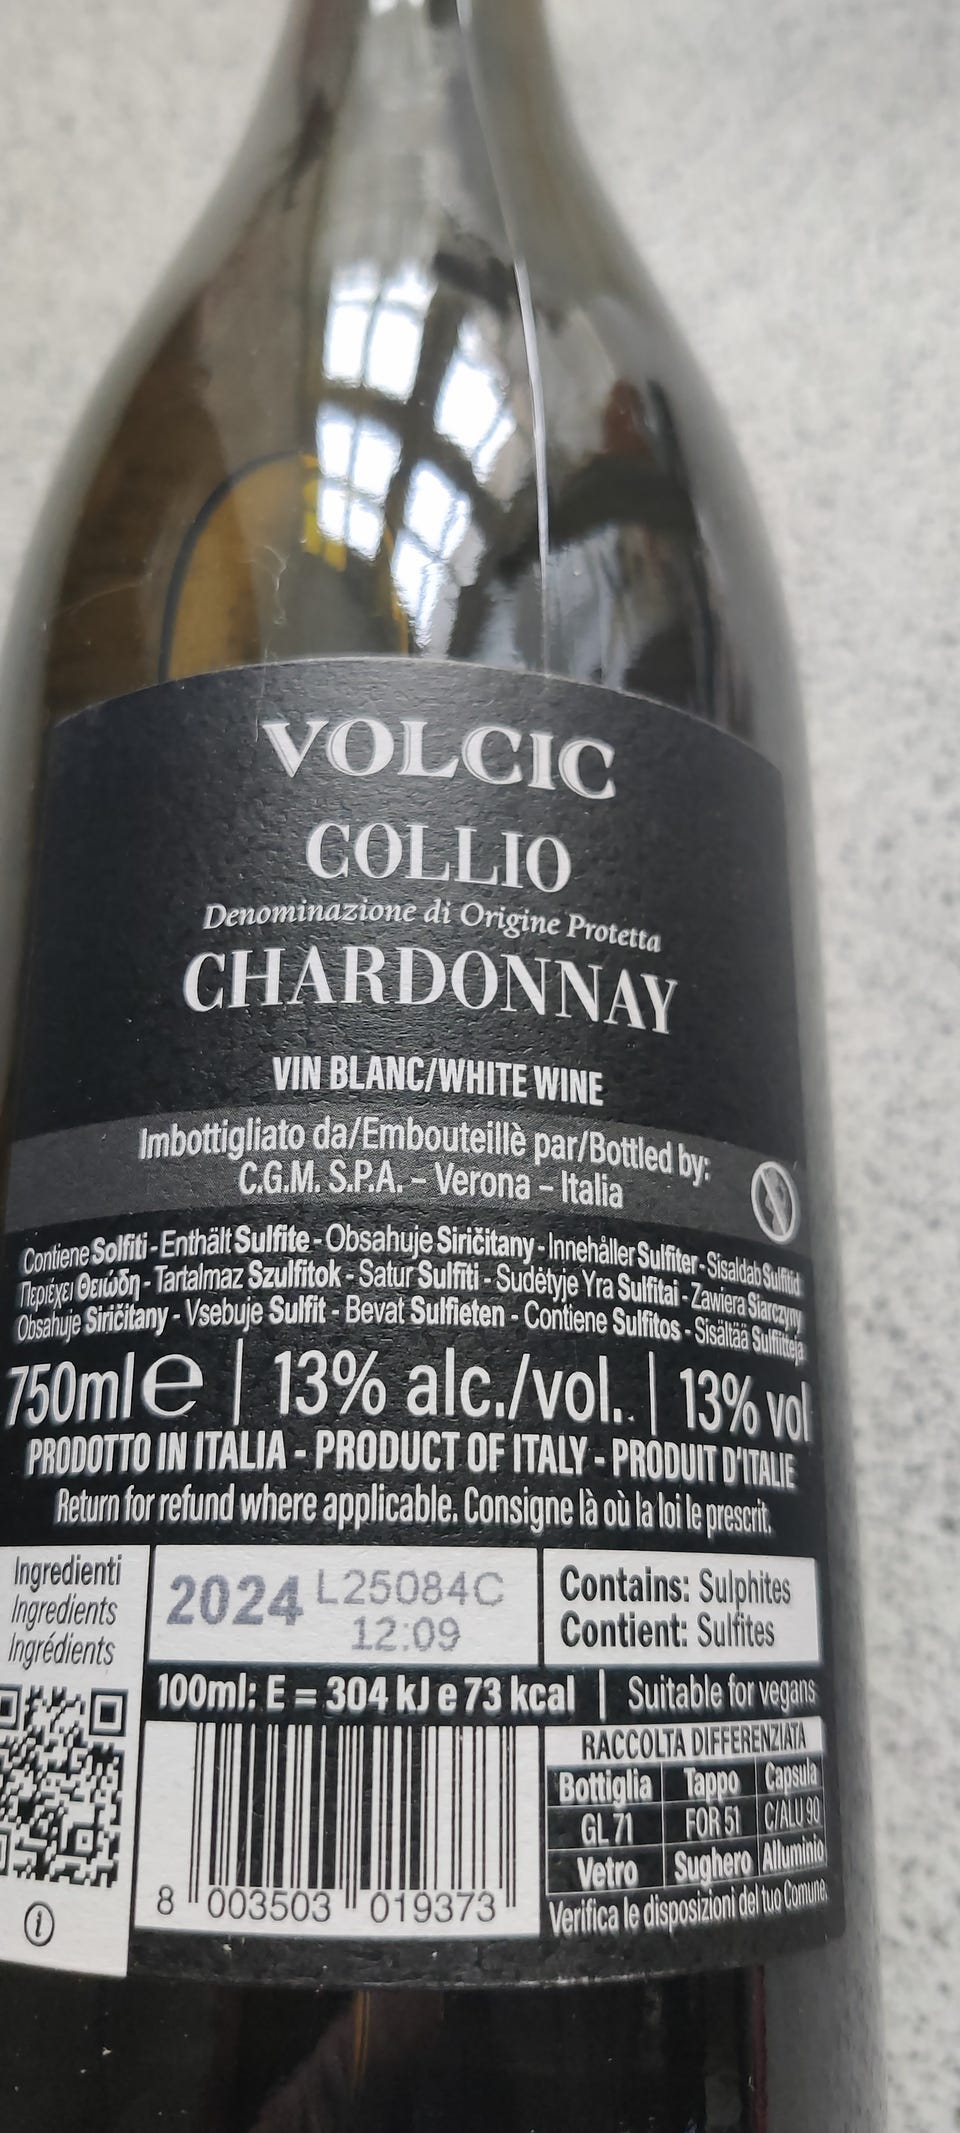 VOLCIC
COLLIO
Denominazione di Origine Protetta
CHARDONNAY
VIN BLANC/WHITE WINE
Imbottigliato da/Embouteillè par/Bottled by:
C.G.M. S.P.A. – Verona – Italia
Contiene Solfiti - Enthält Sulfite - Obsahuje Siričitany - Innehåller Sulfiter - Sisaldab Sulfitid
Περιέχει Θειώδη - Tartalmaz Szulfitok - Satur Sulfiti - Sudėtyje Yra Sulfitai - Zawiera Siarczyny
Obsahuje Siričitany - Vsebuje Sulfit - Bevat Sulfieten - Contiene Sulfitos - Sisältää Sulfiitteja
750ml e | 13% alc./vol. | 13% vol
PRODOTTO IN ITALIA - PRODUCT OF ITALY - PRODUIT D'ITALIE
Return for refund where applicable. Consigne là où la loi le prescrit.
Ingredienti
Ingredients
Ingrédients
2024 L25084C
12:09
Contains: Sulphites
Contient: Sulfites
100ml: E = 304 kJ e 73 kcal | Suitable for vegans
8 003503 019373
RACCOLTA DIFFERENZIATA
Bottiglia Tappo Capsula
GL 71 FOR 51 C/ALU 90
Vetro Sughero Alluminio
Verifica le disposizioni del tuo Comune.